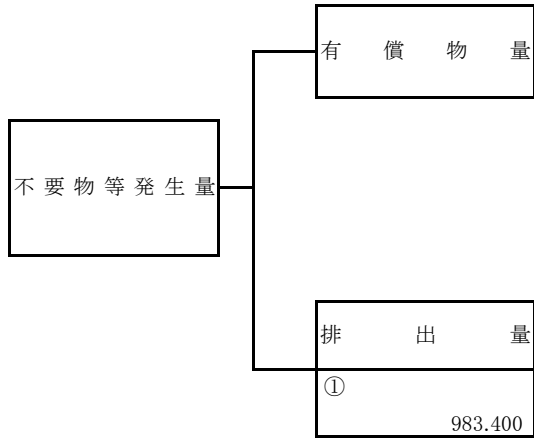 有償物量
不要物等発生量
排出量
①
983.400